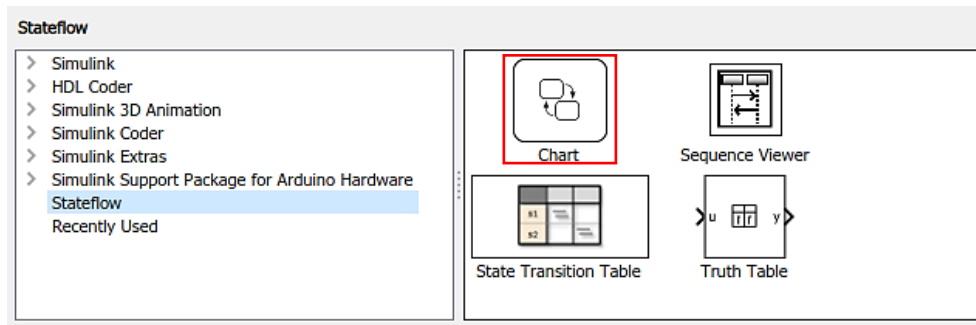 Stateflow
Simulink
HDL Coder
Simulink 3D Animation
Simulink Coder
Simulink Extras
Simulink Support Package for Arduino Hardware
Stateflow
Recently Used
Chart
Sequence Viewer
s1
s2
State Transition Table
u
y
Truth Table